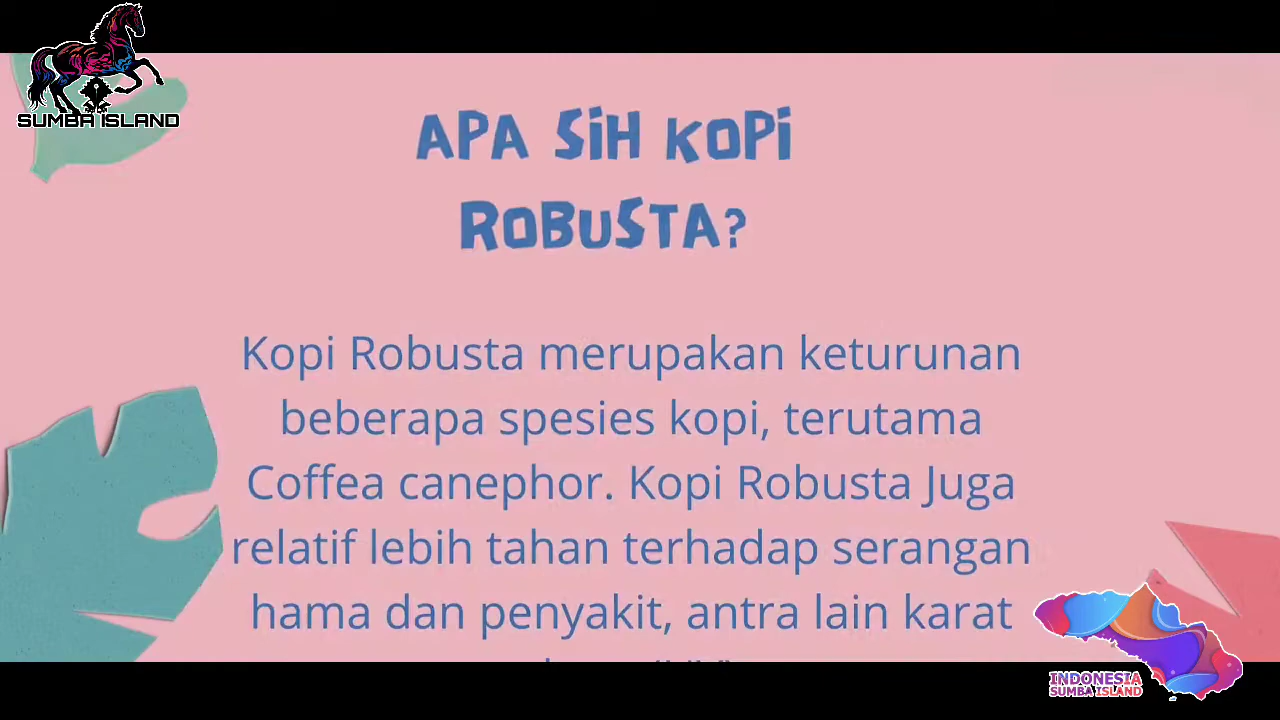 SUMBA ISLAND
APA SIH KOPI
ROBUSTA?
Kopi Robusta merupakan keturunan
beberapa spesies kopi, terutama
Coffea canephor. Kopi Robusta Juga
relatif lebih tahan terhadap serangan
hama dan penyakit, antra lain karat
INDONESIA
SUMBA ISLAND